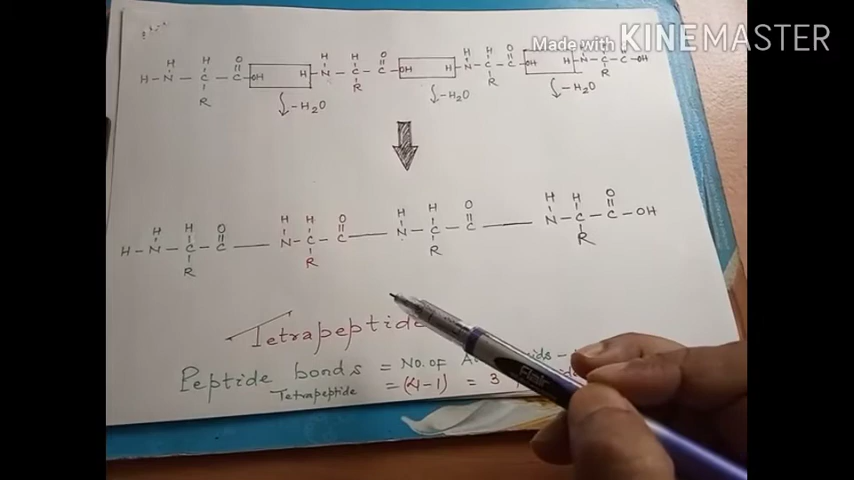 Made with KINEMASTER
H H O H H O H H O H H O
H-N-C-C-OH H-N-C-C-OH H-N-C-C-OH H-N-C-C-OH
R R R R
-H2O -H2O -H2O
H H O H H O H H O H H O
H-N-C-C-N-C-C-N-C-C-N-C-C-OH
R R R R
Tetrapeptide
Peptide bonds = No. of
Tetrapeptide = (4-1) = 3
Flair